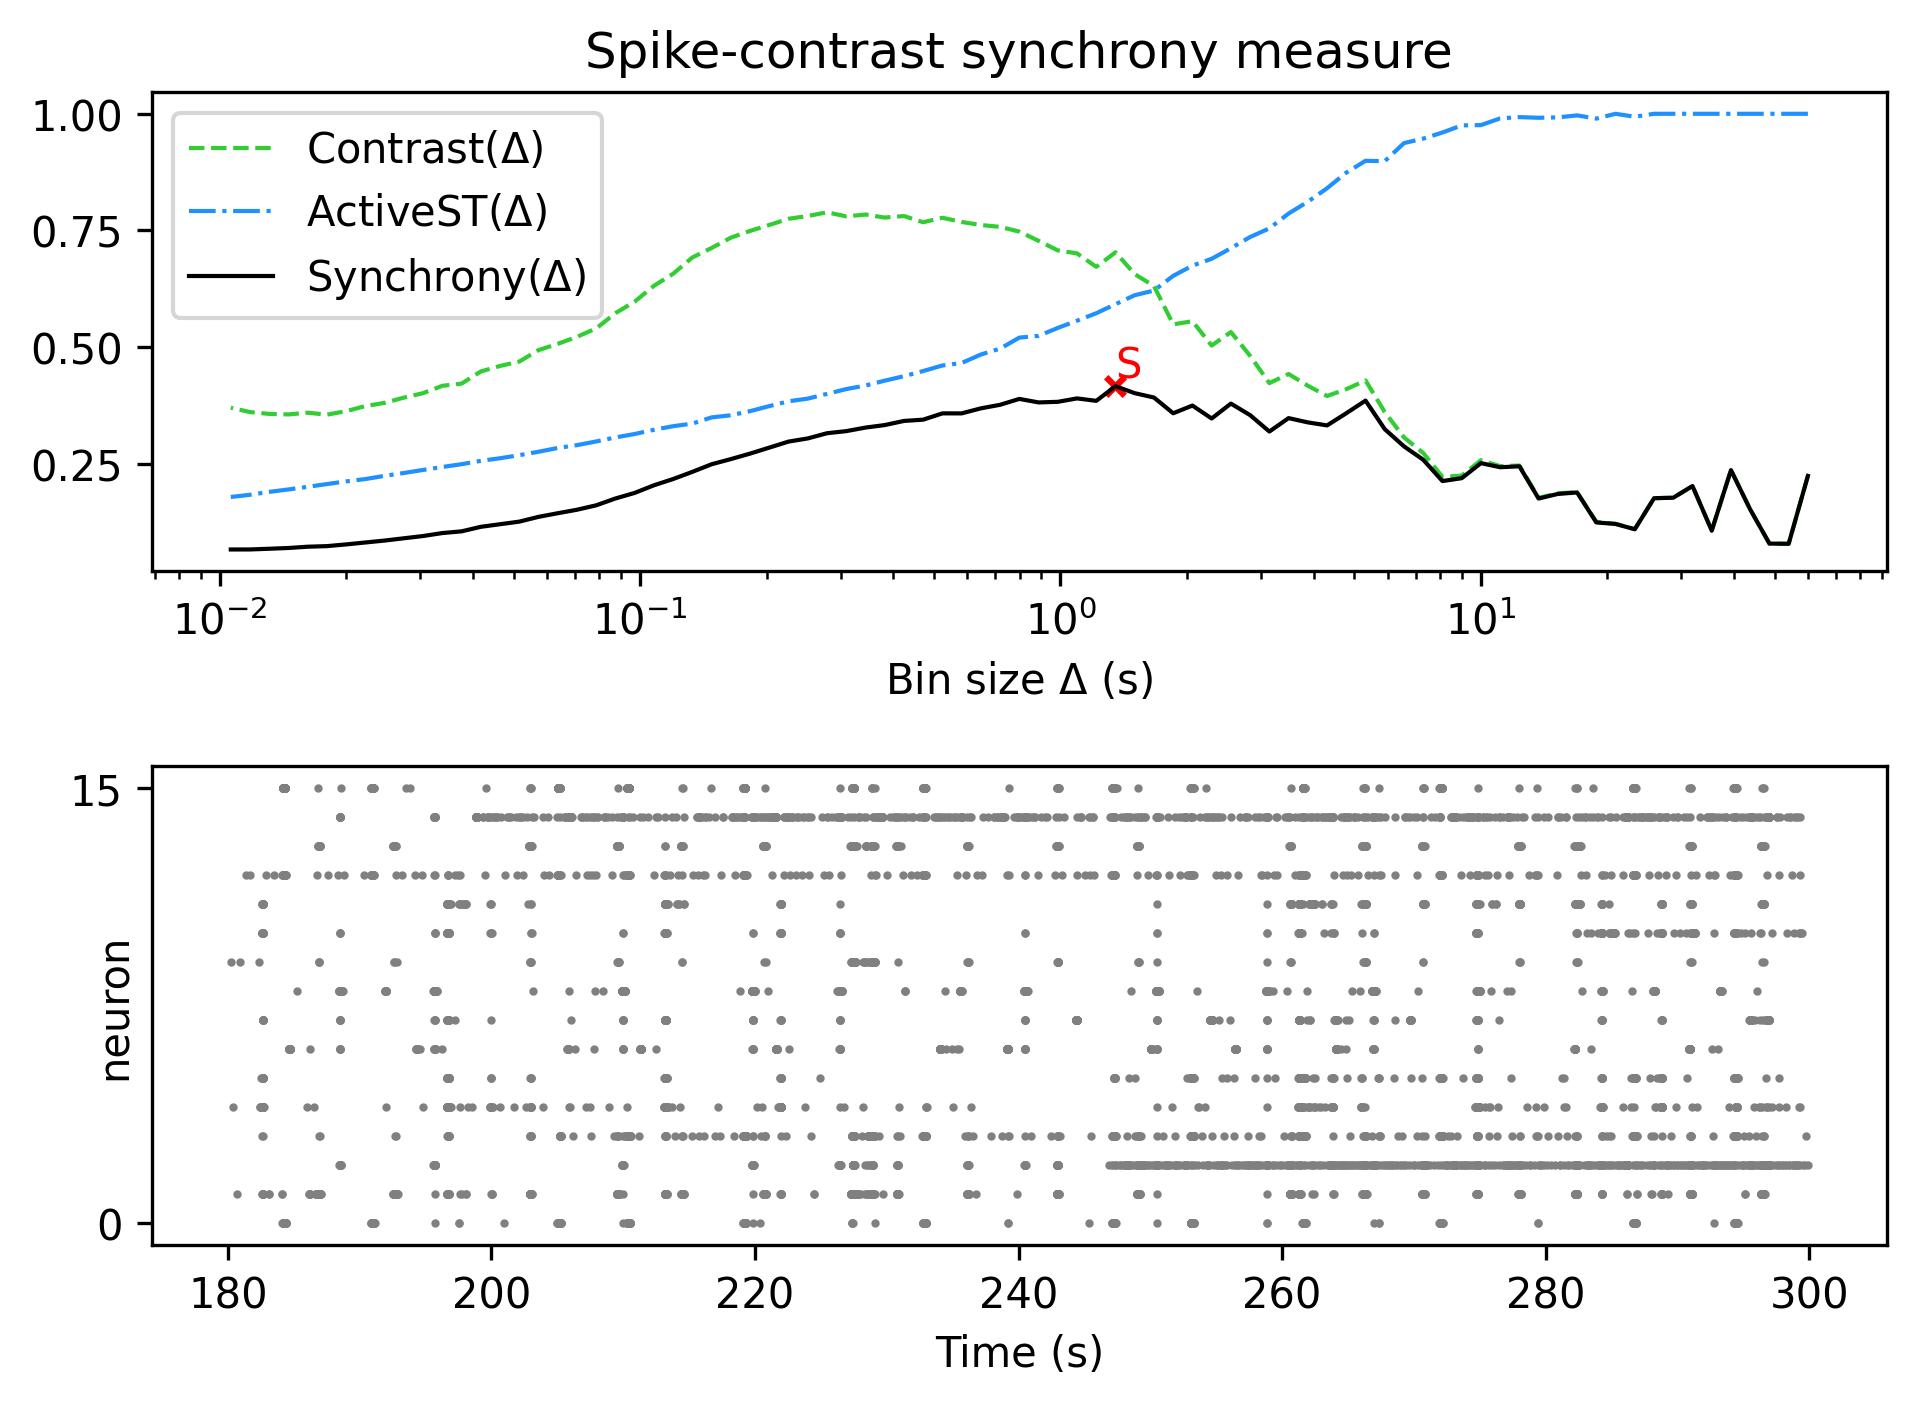 Spike-contrast synchrony measure
1.00
0.75
0.50
0.25
Contrast(Δ)
ActiveST(Δ)
Synchrony(Δ)
S
10⁻² 10⁻¹ 10⁰ 10¹
Bin size Δ (s)
15
0
neuron
180 200 220 240 260 280 300
Time (s)